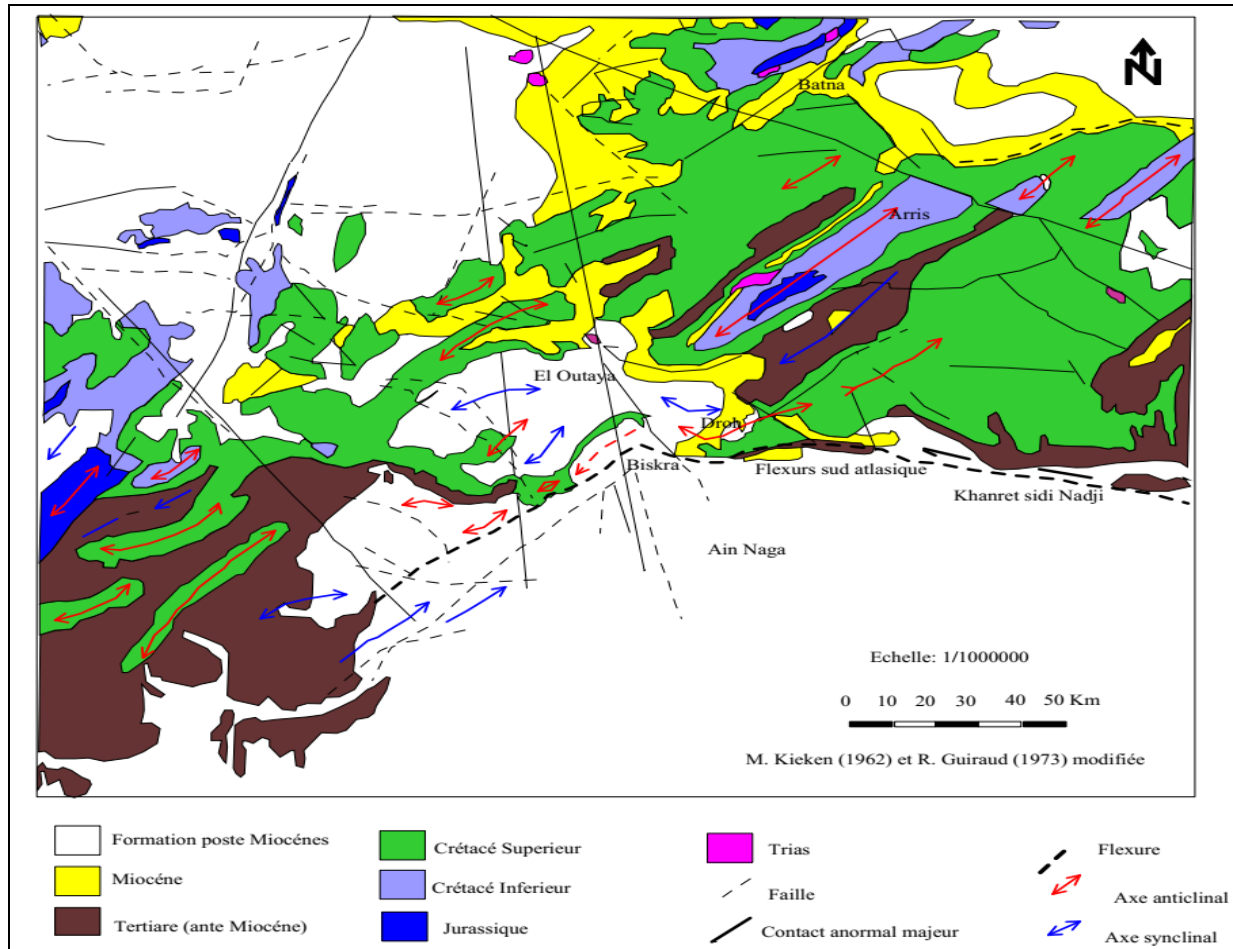 N
Batna
Arris
El Outaya
Droh
Biskra
Flexurs sud atlasique
Khanret sidi Nadji
Ain Naga
Echelle: 1/1000000
0 10 20 30 40 50 Km
M. Kieken (1962) et R. Guiraud (1973) modifiée
Formation poste Miocénes
Crétacé Superieur
Trias
Flexure
Miocéne
Crétacé Inferieur
Faille
Axe anticlinal
Tertiare (ante Miocéne)
Jurassique
Contact anormal majeur
Axe synclinal